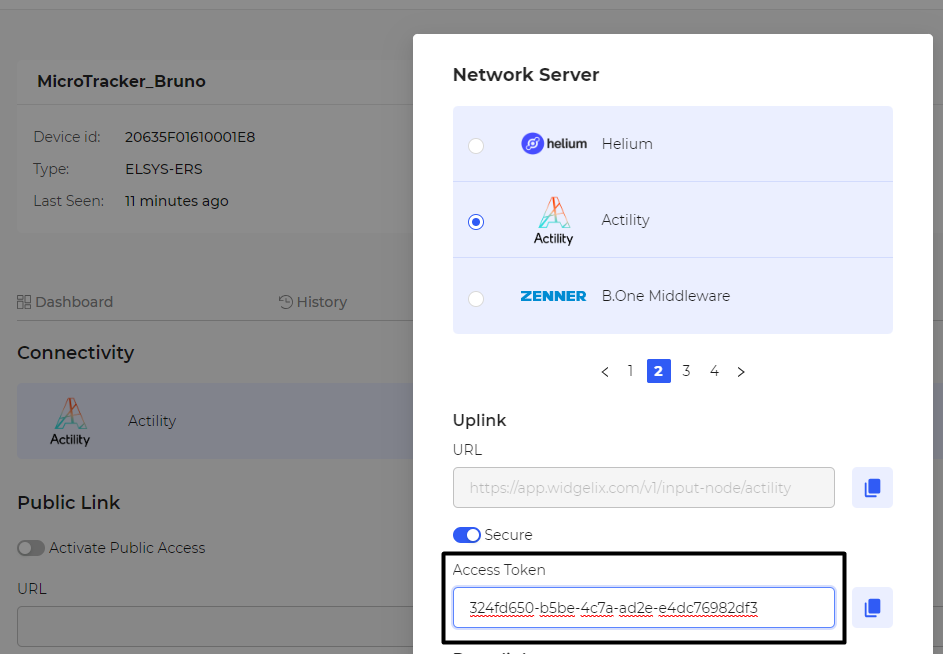 MicroTracker_Bruno
Device id: 20635F01610001E8
Type: ELSYS-ERS
Last Seen: 11 minutes ago
Dashboard History
Connectivity
Actility Actility
Public Link
Activate Public Access
URL
Network Server
helium Helium
Actility Actility
ZENNER B.One Middleware
< 1 2 3 4 >
Uplink
URL
https://app.widgelix.com/v1/input-node/actility
Secure
Access Token
324fd650-b5be-4c7a-ad2e-e4dc76982df3